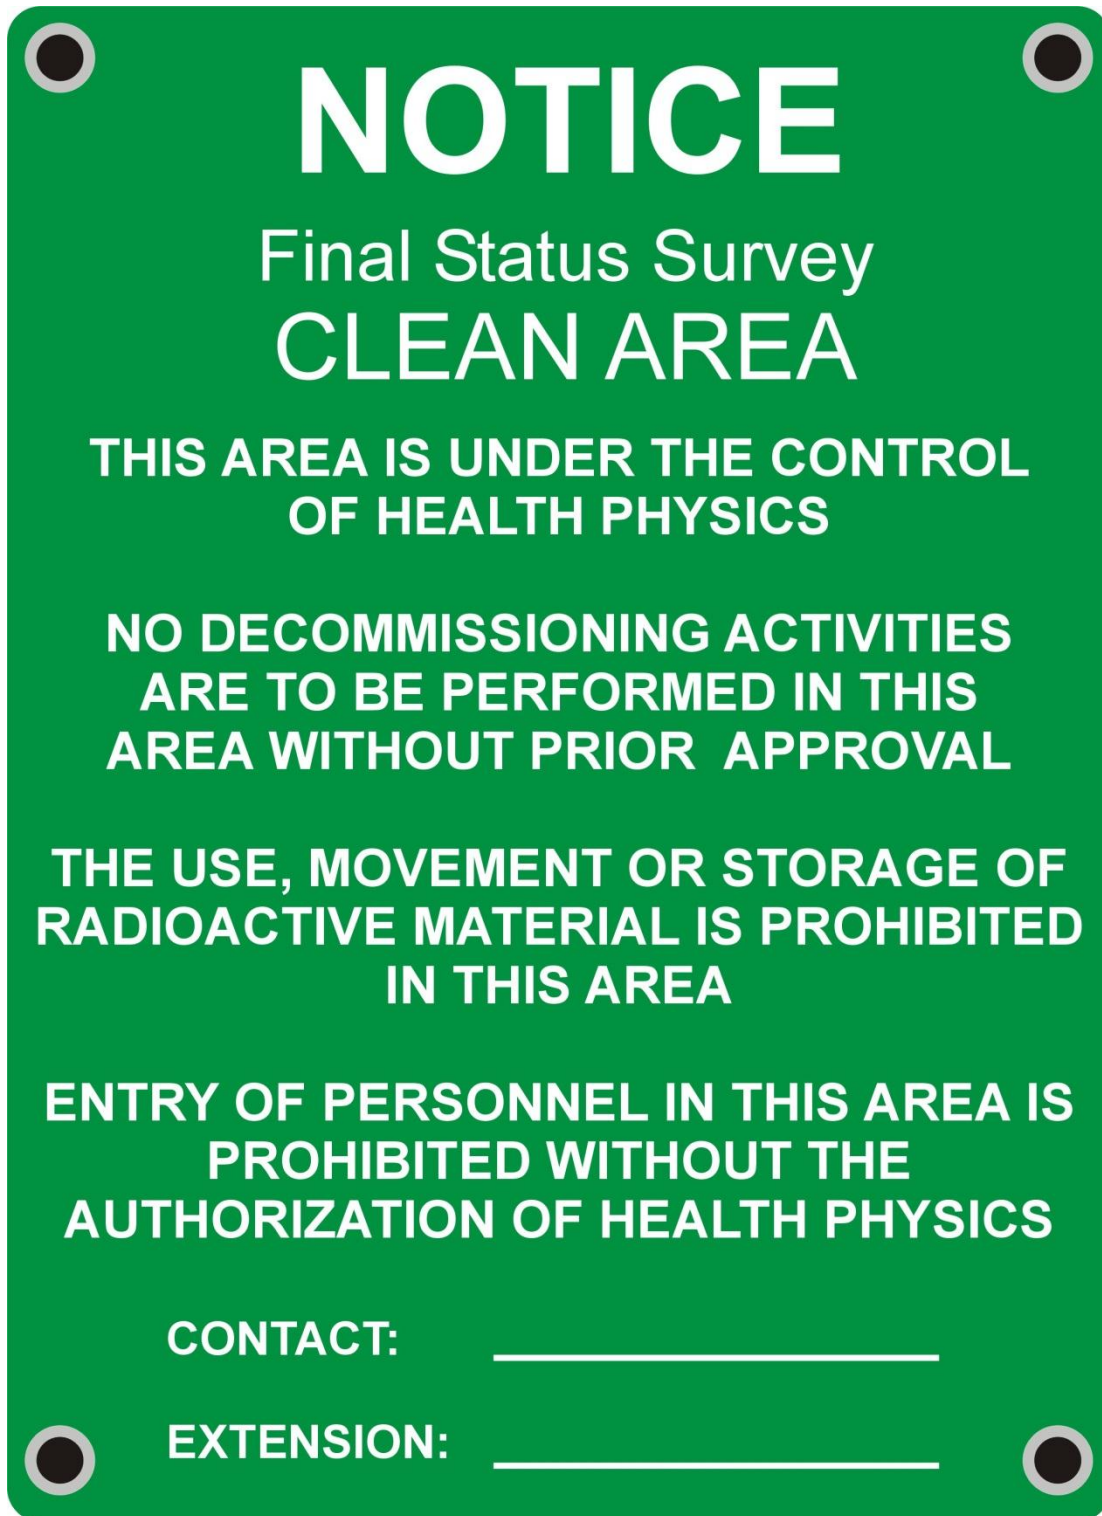 NOTICE
Final Status Survey
CLEAN AREA
THIS AREA IS UNDER THE CONTROL
OF HEALTH PHYSICS
NO DECOMMISSIONING ACTIVITIES
ARE TO BE PERFORMED IN THIS
AREA WITHOUT PRIOR  APPROVAL
THE USE, MOVEMENT OR STORAGE OF
RADIOACTIVE MATERIAL IS PROHIBITED
IN THIS AREA
ENTRY OF PERSONNEL IN THIS AREA IS
PROHIBITED WITHOUT THE
AUTHORIZATION OF HEALTH PHYSICS
CONTACT:
EXTENSION: